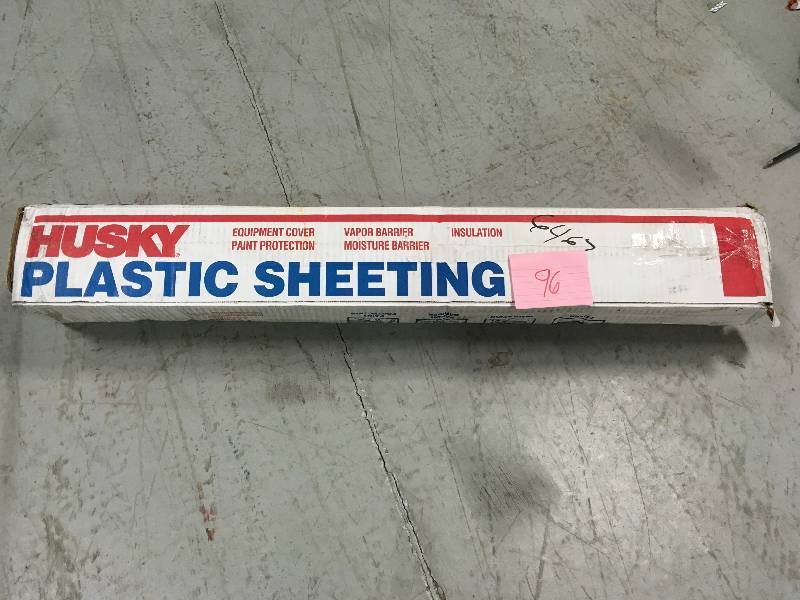 HUSKY
EQUIPMENT COVER VAPOR BARRIER INSULATION
PAINT PROTECTION MOISTURE BARRIER
PLASTIC SHEETING
96